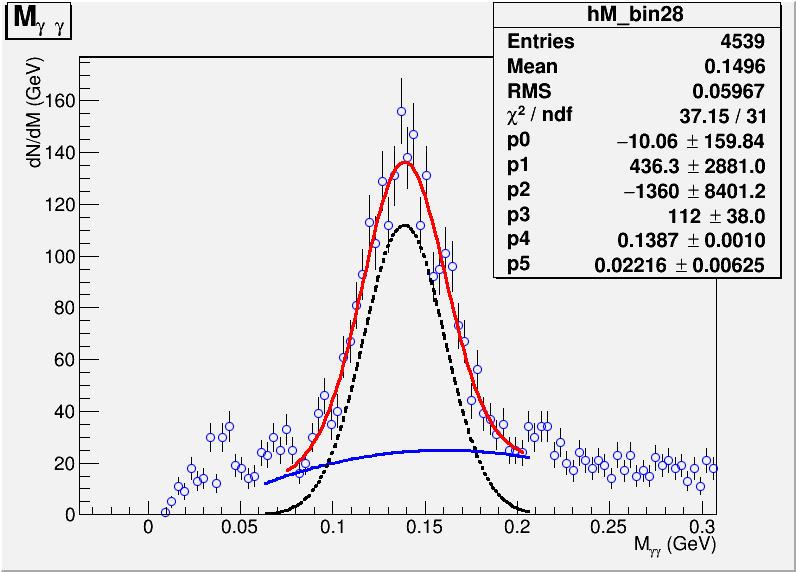 Mγ γ
hM_bin28
Entries 4539
Mean 0.1496
RMS 0.05967
χ² / ndf 37.15 / 31
p0 −10.06 ± 159.84
p1 436.3 ± 2881.0
p2 −1360 ± 8401.2
p3 112 ± 38.0
p4 0.1387 ± 0.0010
p5 0.02216 ± 0.00625
dN/dM (GeV)
160
140
120
100
80
60
40
20
0
0 0.05 0.1 0.15 0.2 0.25 0.3
Mγγ (GeV)